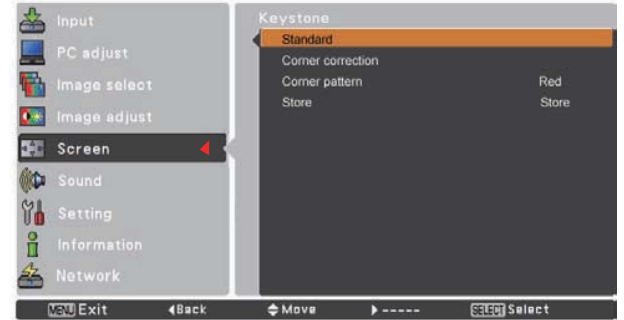 Input
PC adjust
Image select
Image adjust
Screen
Sound
Setting
Information
Network
Keystone
Standard
Corner correction
Corner pattern Red
Store Store
MENU Exit Back Move ----- SELECT Select